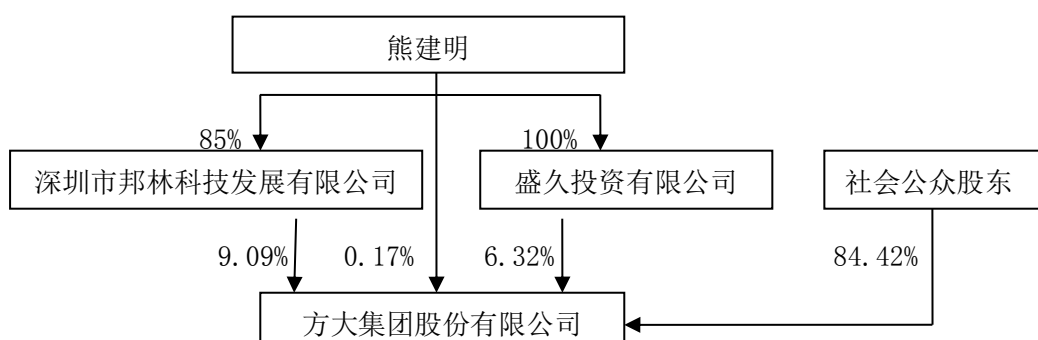 熊建明
85%
100%
深圳市邦林科技发展有限公司
盛久投资有限公司
社会公众股东
9.09%
0.17%
6.32%
84.42%
方大集团股份有限公司